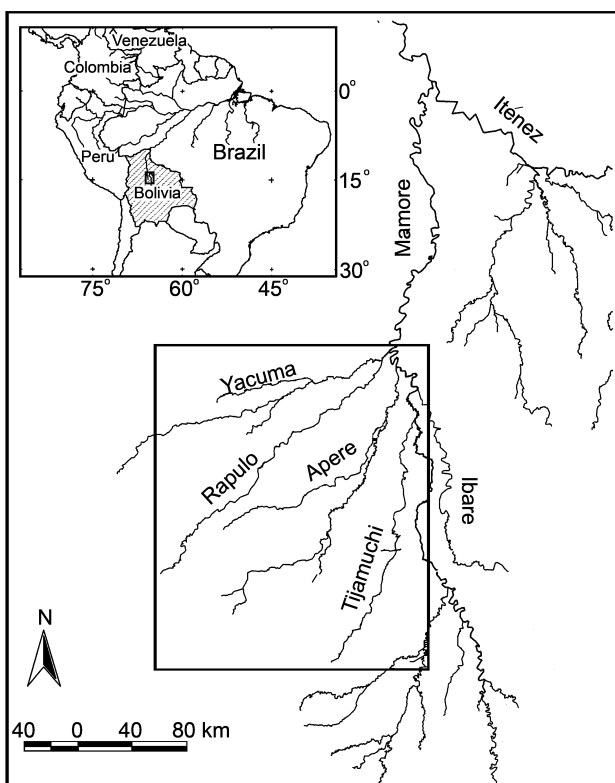 Venezuela
Colombia
Peru
Brazil
Bolivia
0°
15°
30°
75°
60°
45°
Iténez
Mamore
Yacuma
Rapulo
Apere
Tijamuchi
Ibare
N
40 0 40 80 km